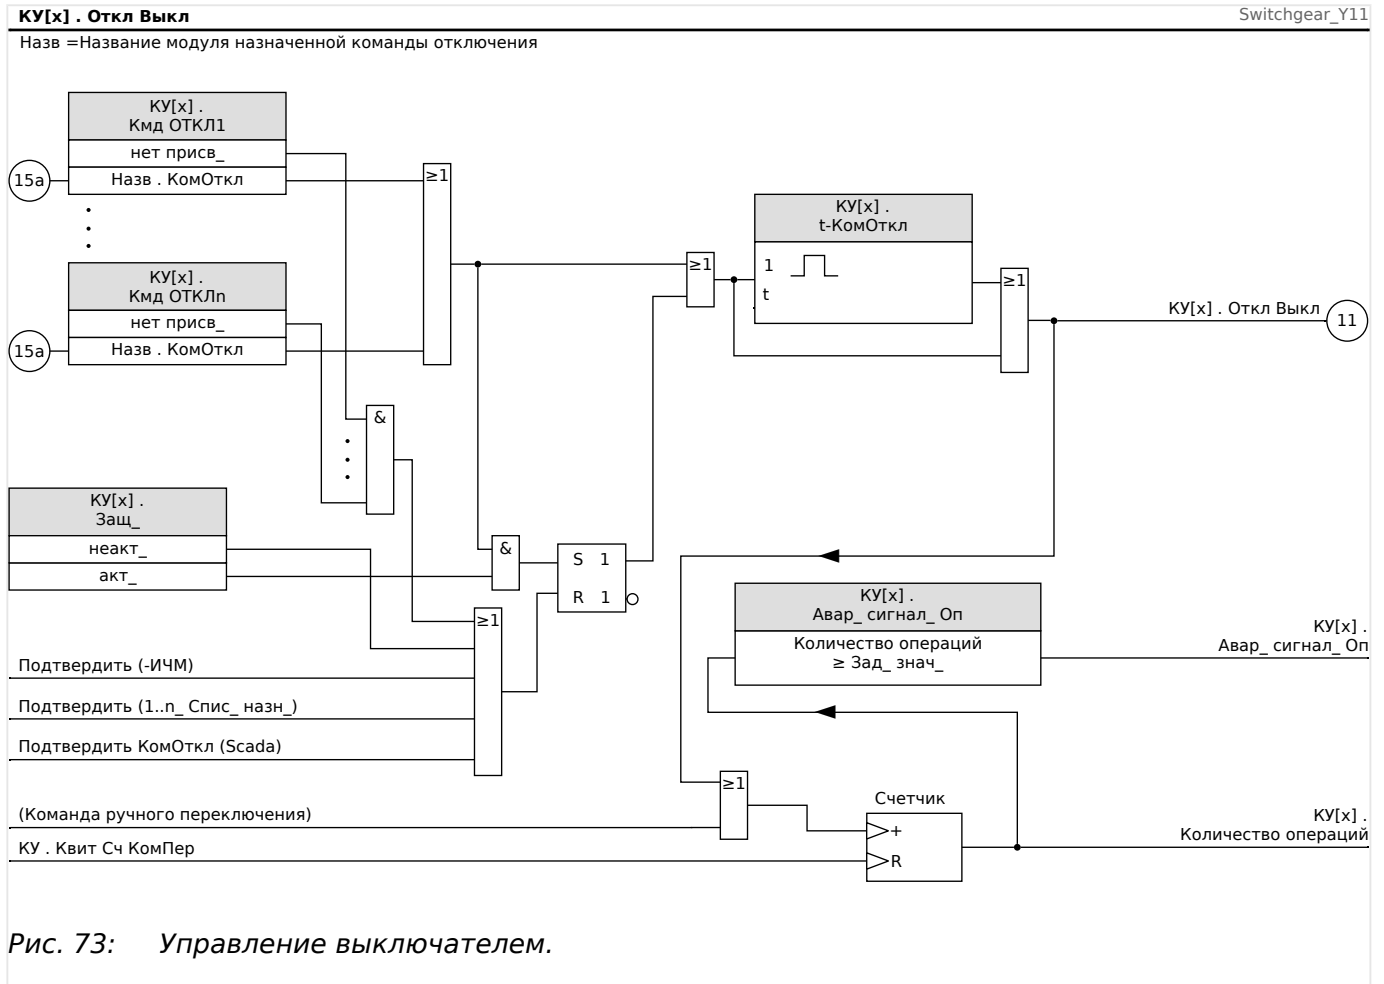 КУ[x] . Откл Выкл
Switchgear_Y11
Назв =Название модуля назначенной команды отключения
КУ[x] .
Кмд ОТКЛ1
нет присв_
15a
Назв . КомОткл
≥1
КУ[x] .
t-КомОткл
КУ[x] .
Кмд ОТКЛn
≥1
1
t
≥1
нет присв_
КУ[x] . Откл Выкл
11
15a
Назв . КомОткл
&
КУ[x] .
Защ_
неакт_
&
акт_
S 1
R 1
КУ[x] .
Авар_ сигнал_ Оп
≥1
КУ[x] .
Авар_ сигнал_ Оп
Количество операций
≥ Зад_ знач_
Подтвердить (-ИЧМ)
Подтвердить (1..n_ Спис_ назн_)
Подтвердить КомОткл (Scada)
≥1
Счетчик
(Команда ручного переключения)
КУ[x] .
Количество операций
+
КУ . Квит Сч КомПер
R
Рис. 73: Управление выключателем.